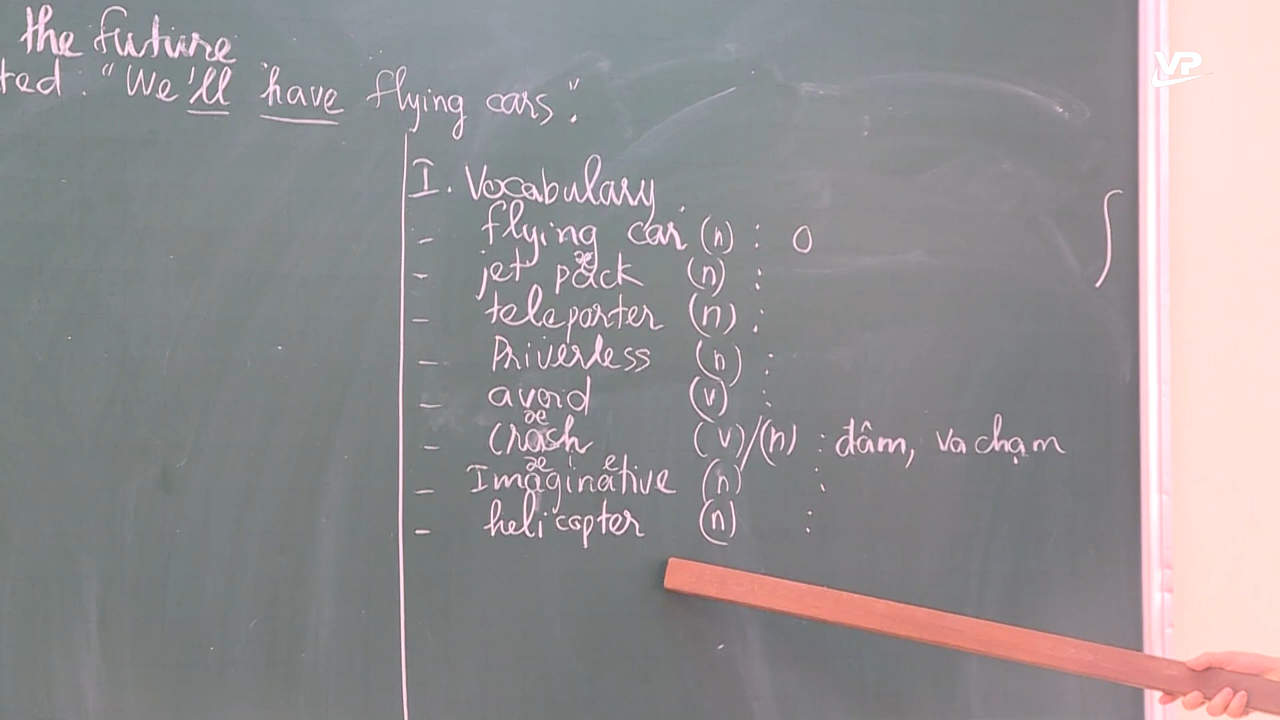 the future
ted: "We'll have flying cars".
I. Vocabulary
- flying car (n) : O
- jet pack (n) :
æ
- teleporter (n) :
- Driverless (n) :
- avoid (v) :
- crash (v)/(n) : đâm, va chạm
æ
- Imaginative (n) :
æ i ə
- helicopter (n) :
VP